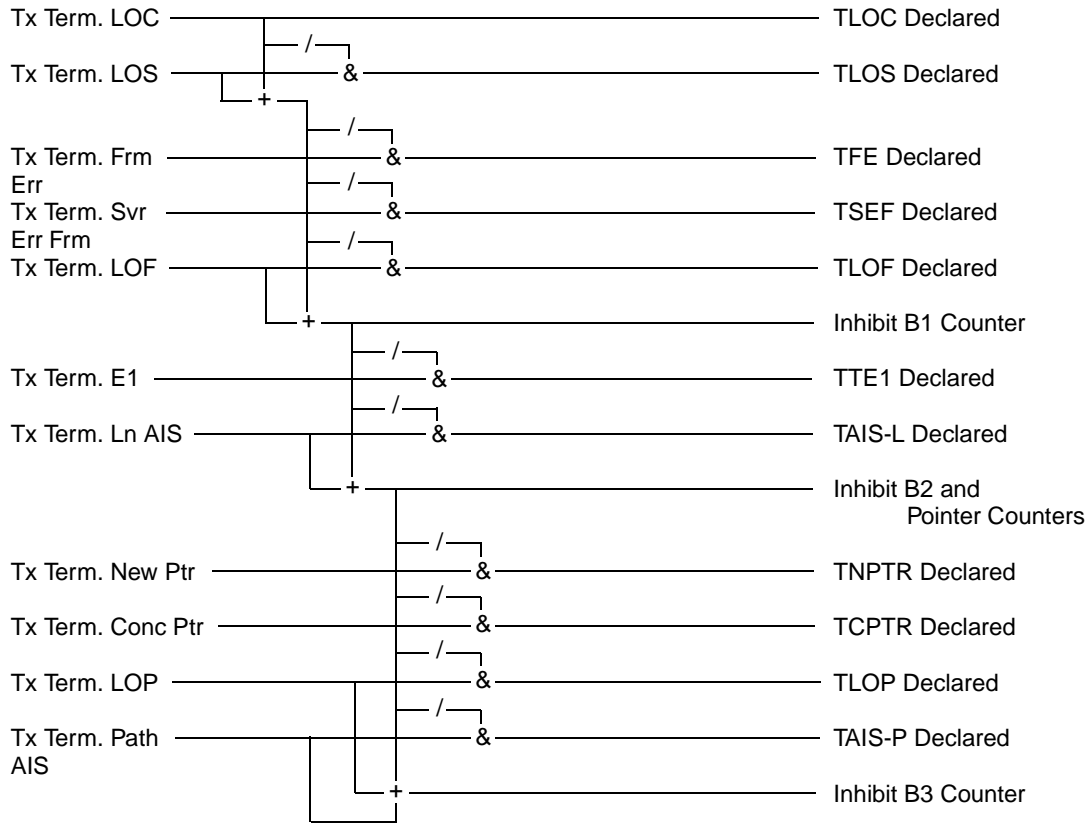 Tx Term. LOC TLOC Declared
/
Tx Term. LOS & TLOS Declared
+
/
Tx Term. Frm & TFE Declared
Err
/
Tx Term. Svr & TSEF Declared
Err Frm
/
Tx Term. LOF & TLOF Declared
+ Inhibit B1 Counter
/
Tx Term. E1 & TTE1 Declared
/
Tx Term. Ln AIS & TAIS-L Declared
+ Inhibit B2 and
Pointer Counters
/
Tx Term. New Ptr & TNPTR Declared
/
Tx Term. Conc Ptr & TCPTR Declared
/
Tx Term. LOP & TLOP Declared
/
Tx Term. Path & TAIS-P Declared
AIS
+ Inhibit B3 Counter